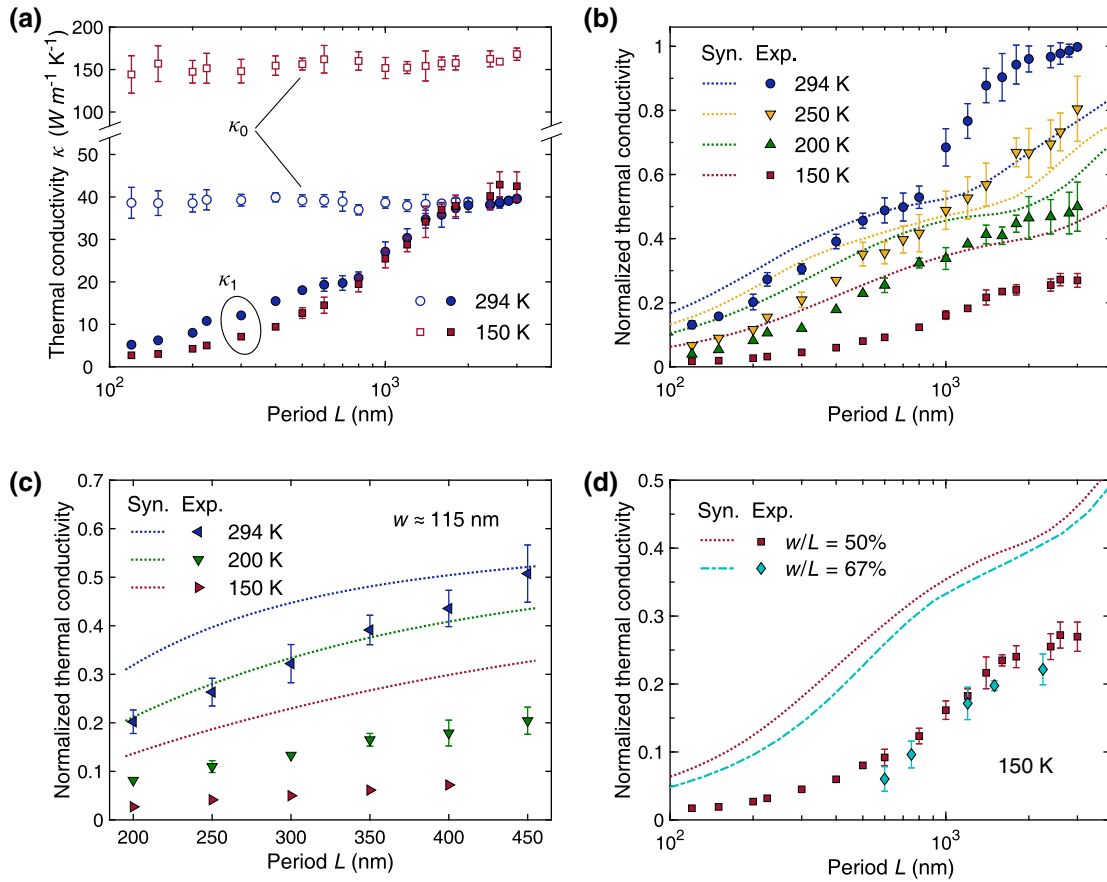 (a)
Thermal conductivity κ (W m⁻¹ K⁻¹)
200
150
100
50
40
30
20
10
0
κ₀
κ₁
294 K
150 K
10² 10³
Period L (nm)
(b)
Normalized thermal conductivity
1
0.8
0.6
0.4
0.2
0
Syn. Exp.
294 K
250 K
200 K
150 K
10² 10³
Period L (nm)
(c)
Normalized thermal conductivity
0.7
0.6
0.5
0.4
0.3
0.2
0.1
0
Syn. Exp.
294 K
200 K
150 K
w ≈ 115 nm
200 250 300 350 400 450
Period L (nm)
(d)
Normalized thermal conductivity
0.5
0.4
0.3
0.2
0.1
0
Syn. Exp.
w/L = 50%
w/L = 67%
150 K
10² 10³
Period L (nm)